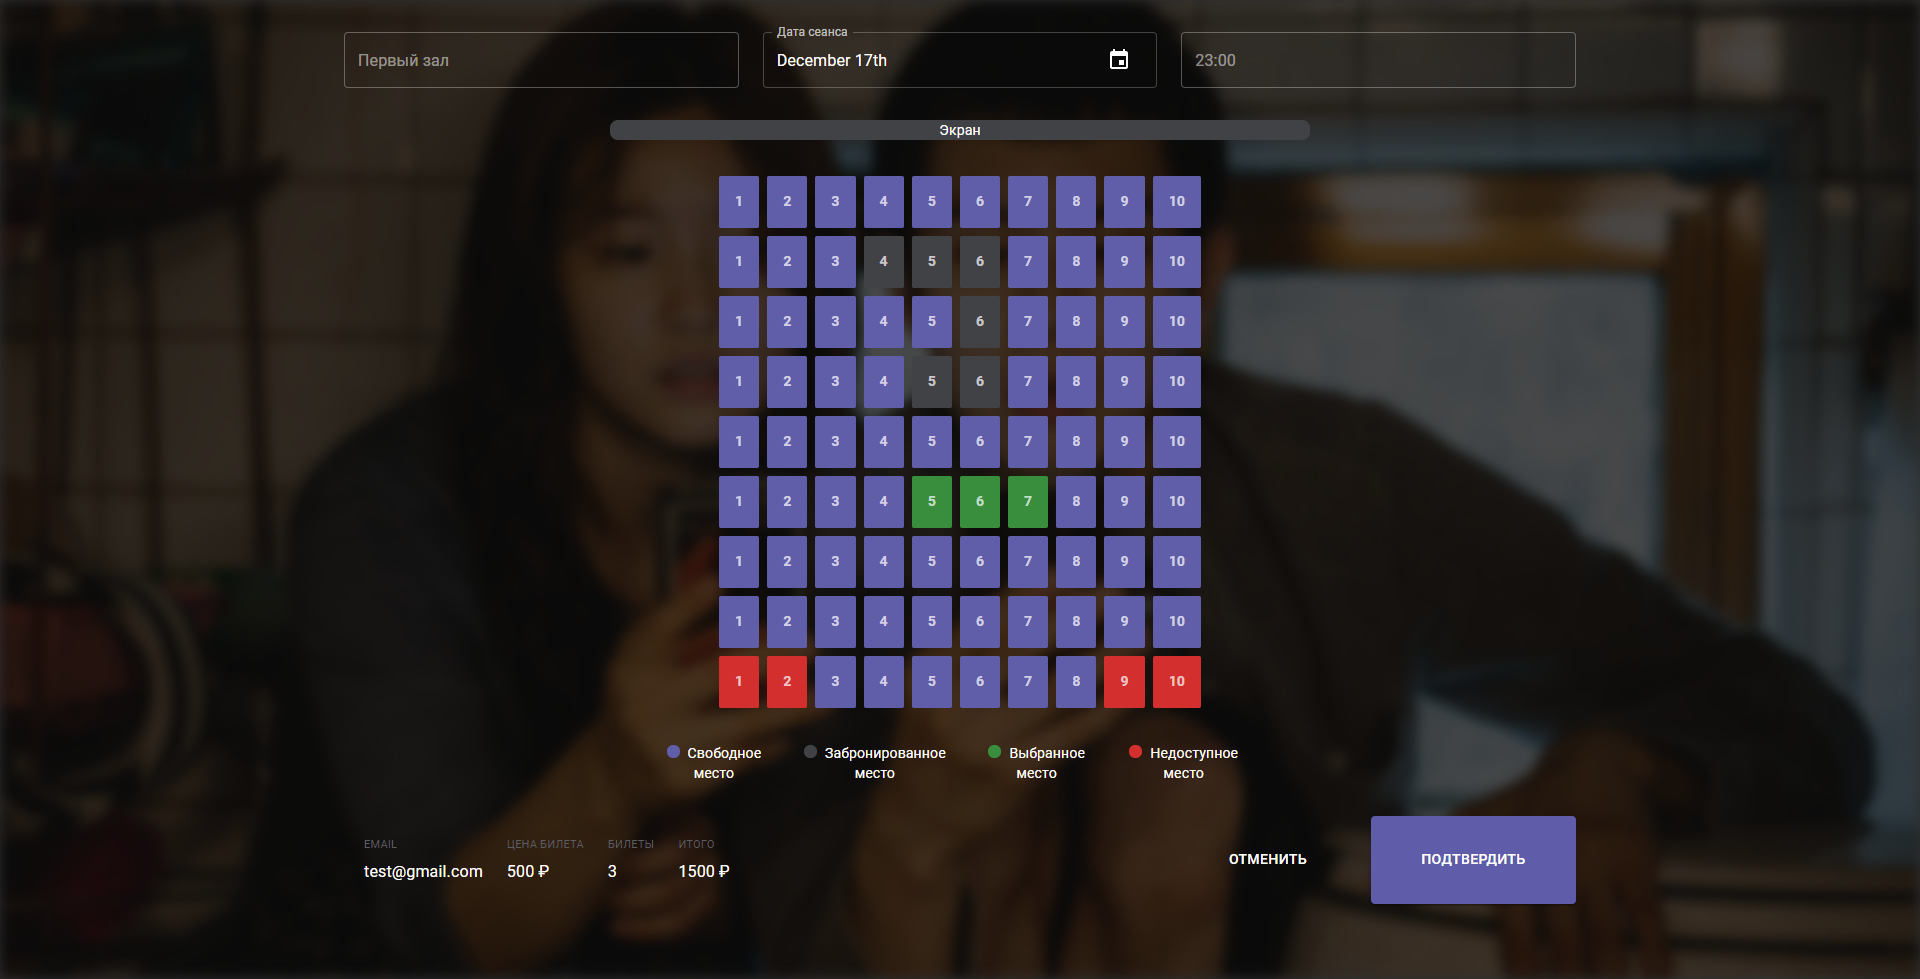 Первый зал
Дата сеанса
December 17th
23:00
Экран
1 2 3 4 5 6 7 8 9 10
1 2 3 4 5 6 7 8 9 10
1 2 3 4 5 6 7 8 9 10
1 2 3 4 5 6 7 8 9 10
1 2 3 4 5 6 7 8 9 10
1 2 3 4 5 6 7 8 9 10
1 2 3 4 5 6 7 8 9 10
1 2 3 4 5 6 7 8 9 10
1 2 3 4 5 6 7 8 9 10
Свободное
место
Забронированное
место
Выбранное
место
Недоступное
место
EMAIL
test@gmail.com
ЦЕНА БИЛЕТА
500 ₽
БИЛЕТЫ
3
ИТОГО
1500 ₽
ОТМЕНИТЬ
ПОДТВЕРДИТЬ